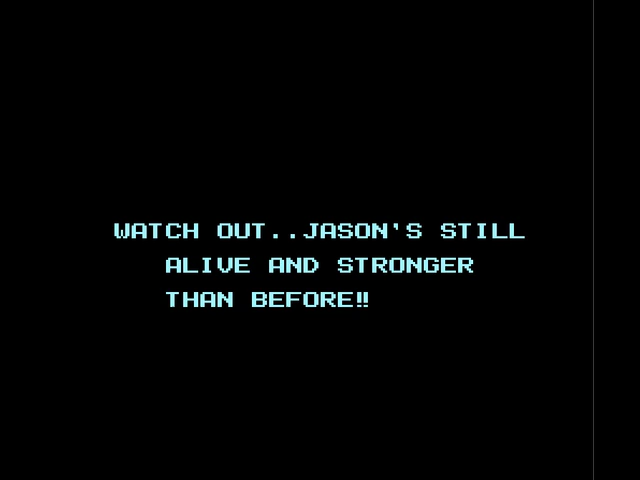 WATCH OUT..JASON'S STILL
ALIVE AND STRONGER
THAN BEFORE!!